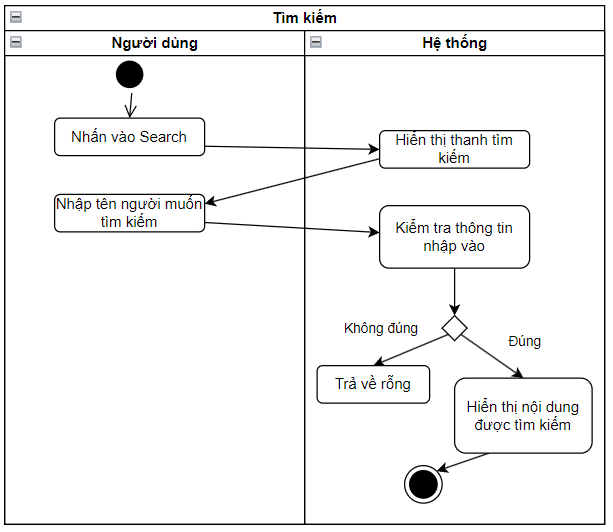 Tìm kiếm
Người dùng
Hệ thống
Nhấn vào Search
Hiển thị thanh tìm
kiếm
Nhập tên người muốn
tìm kiếm
Kiểm tra thông tin
nhập vào
Không đúng
Đúng
Trả về rỗng
Hiển thị nội dung
được tìm kiếm